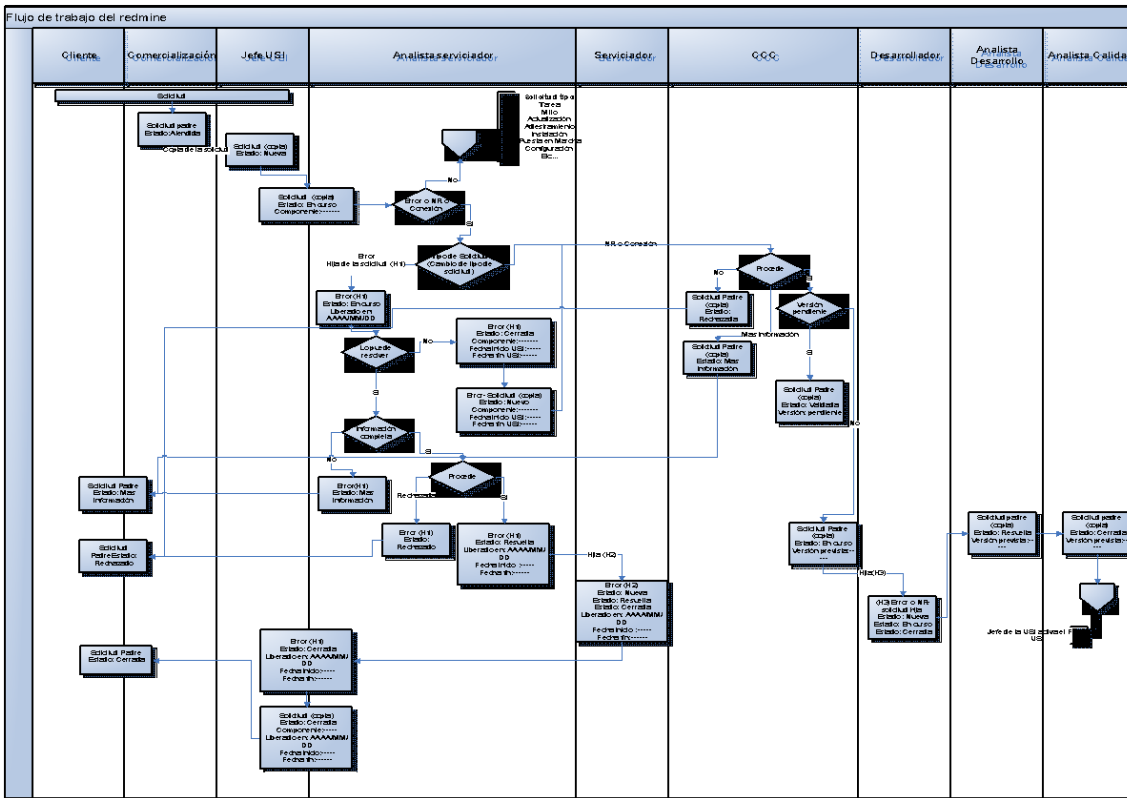 Flujo de trabajo del redmine
Cliente
Comercialización
Jefe USI
Analista serviciador
Serviciador
CCC
Desarrollador
Analista
Desarrollo
Analista Calidad
Solicitud
Solicitud padre
Estado: Atendida
Copia de la solicitud
Solicitud (copia)
Estado: Nueva
Solicitud (copia)
Estado: En curso
Componente:------
Error o NR o
Conexión
No
Si
Solicitud tipo
Tarea
Actualización
Adiestramiento
Instalación
Puesta en Marcha
Configuración
Etc...
Tipo de Solicitud
(Cambio de tipo de
solicitud)
Error
Hija de la solicitud (H1)
NR o Conexión
Error (H1)
Estado: En curso
Liberado en:
AAAA/MM/DD
Lo puede
resolver
No
Si
Error (H1)
Estado: Cerrada
Componente:------
Fecha inicio USI:-----
Fecha fin USI:-----
Error- Solicitud (copia)
Estado: Nuevo
Componente:------
Fecha inicio USI:-----
Fecha fin USI:-----
Información
completa
Si
No
Procede
Rechazada
Si
Error(H1)
Estado: Mas
Información
Error (H1)
Estado:
Rechazado
Error (H1)
Estado: Resuelta
Liberado en: AAAA/MM/
DD
Fecha inicio :-----
Fecha fin:------
Hija (H2)
Error (H2)
Estado: Nueva
Estado: Resuelta
Estado: Cerrada
Liberado en: AAAA/MM/
DD
Fecha inicio :-----
Fecha fin:------
Procede
No
Si
Solicitud Padre
(copia)
Estado:
Rechazada
Versión
pendiente
Mas Información
Solicitud Padre
(copia)
Estado: Mas
Información
Si
Solicitud Padre
(copia)
Estado: Validada
Versión: pendiente
No
Solicitud Padre
(copia)
Estado: En curso
Versión prevista:--
---
Hija(H3)
(H3) Error o NR-
solicitud Hija
Estado: Nueva
Estado: En curso
Estado: Cerrada
Solicitud padre
(copia)
Estado: Resuelta
Versión prevista:--
---
Solicitud padre
(copia)
Estado: Cerrada
Versión prevista:--
---
Jefe de la USI activa el F
USI
Solicitud Padre
Estado: Mas
Información
Solicitud
Padre Estado:
Rechazado
Solicitud Padre
Estado: Cerrada
Error (H1)
Estado: Cerrada
Liberado en: AAAA/MM/
DD
Fecha inicio:-----
Fecha fin:-----
Solicitud (copia)
Estado: Cerrada
Componente:-----
Liberado en: AAAA/MM/
DD
Fecha inicio:-----
Fecha fin:-----